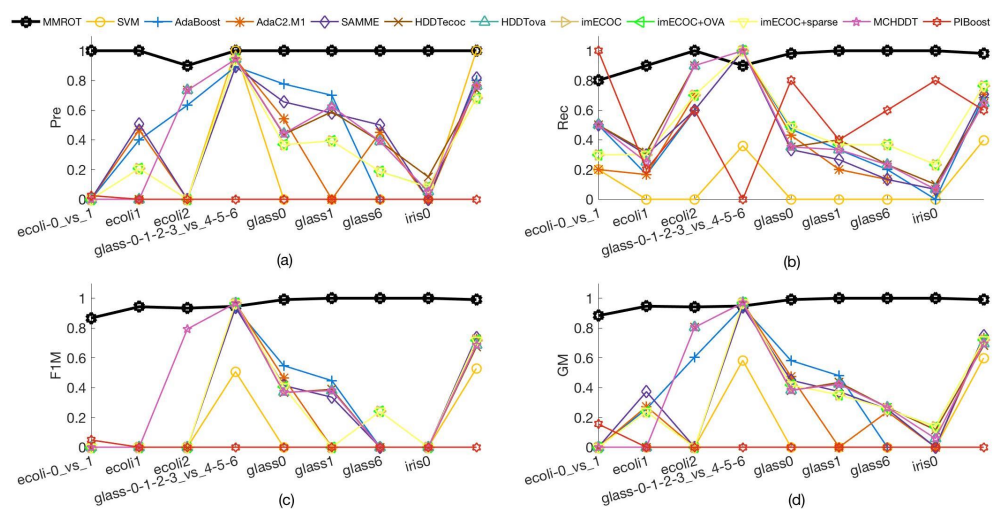 MMROT SVM AdaBoost AdaC2.M1 SAMME HDDTecoc HDDTova imECOC imECOC+OVA imECOC+sparse MCHDDT PIBoost
1
0.8
0.6
0.4
0.2
0
Pre
ecoli-0_vs_1
ecoli1
ecoli2
glass-0-1-2-3_vs_4-5-6
glass0
glass1
glass6
iris0
(a)
1
0.8
0.6
0.4
0.2
0
Rec
ecoli-0_vs_1
ecoli1
ecoli2
glass-0-1-2-3_vs_4-5-6
glass0
glass1
glass6
iris0
(b)
1
0.8
0.6
0.4
0.2
0
F1M
ecoli-0_vs_1
ecoli1
ecoli2
glass-0-1-2-3_vs_4-5-6
glass0
glass1
glass6
iris0
(c)
1
0.8
0.6
0.4
0.2
0
GM
ecoli-0_vs_1
ecoli1
ecoli2
glass-0-1-2-3_vs_4-5-6
glass0
glass1
glass6
iris0
(d)